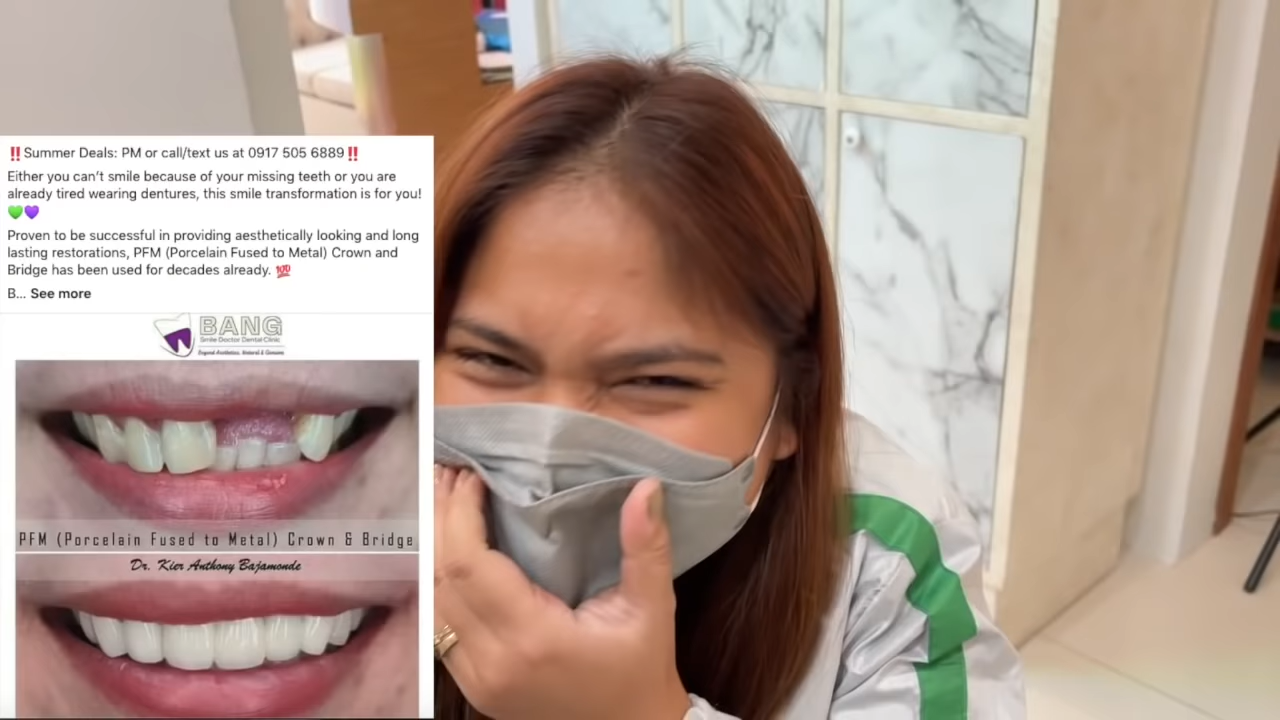 ‼️Summer Deals: PM or call/text us at 0917 505 6889‼️
Either you can't smile because of your missing teeth or you are
already tired wearing dentures, this smile transformation is for you!
💚💜
Proven to be successful in providing aesthetically looking and long
lasting restorations, PFM (Porcelain Fused to Metal) Crown and
Bridge has been used for decades already. 💯
B... See more
BANG
Smile Doctor Dental Clinic
Beyond Aesthetics, Natural & Genuine
PFM (Porcelain Fused to Metal) Crown & Bridge
Dr. Kier Anthony Bajamonde